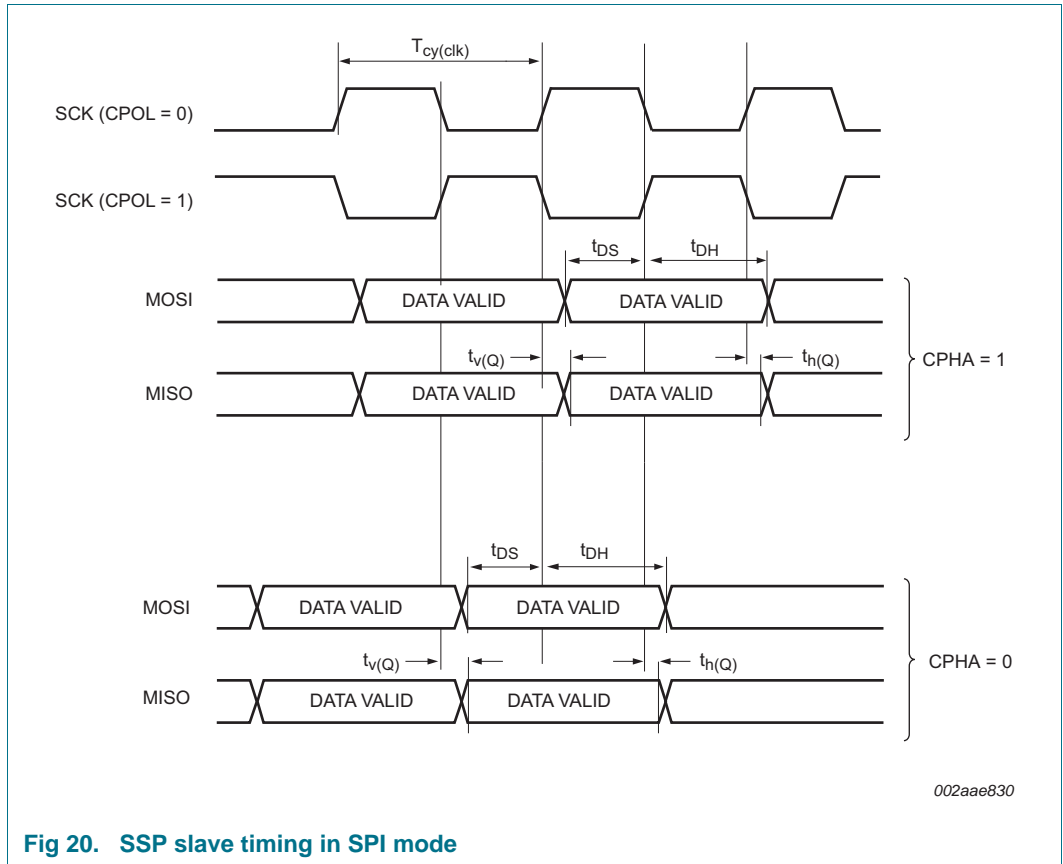 Tcy(clk)
SCK (CPOL = 0)
SCK (CPOL = 1)
tDS tDH
MOSI DATA VALID DATA VALID
tv(Q) th(Q) CPHA = 1
MISO DATA VALID DATA VALID
tDS tDH
MOSI DATA VALID DATA VALID
tv(Q) th(Q) CPHA = 0
MISO DATA VALID DATA VALID
002aae830
Fig 20. SSP slave timing in SPI mode